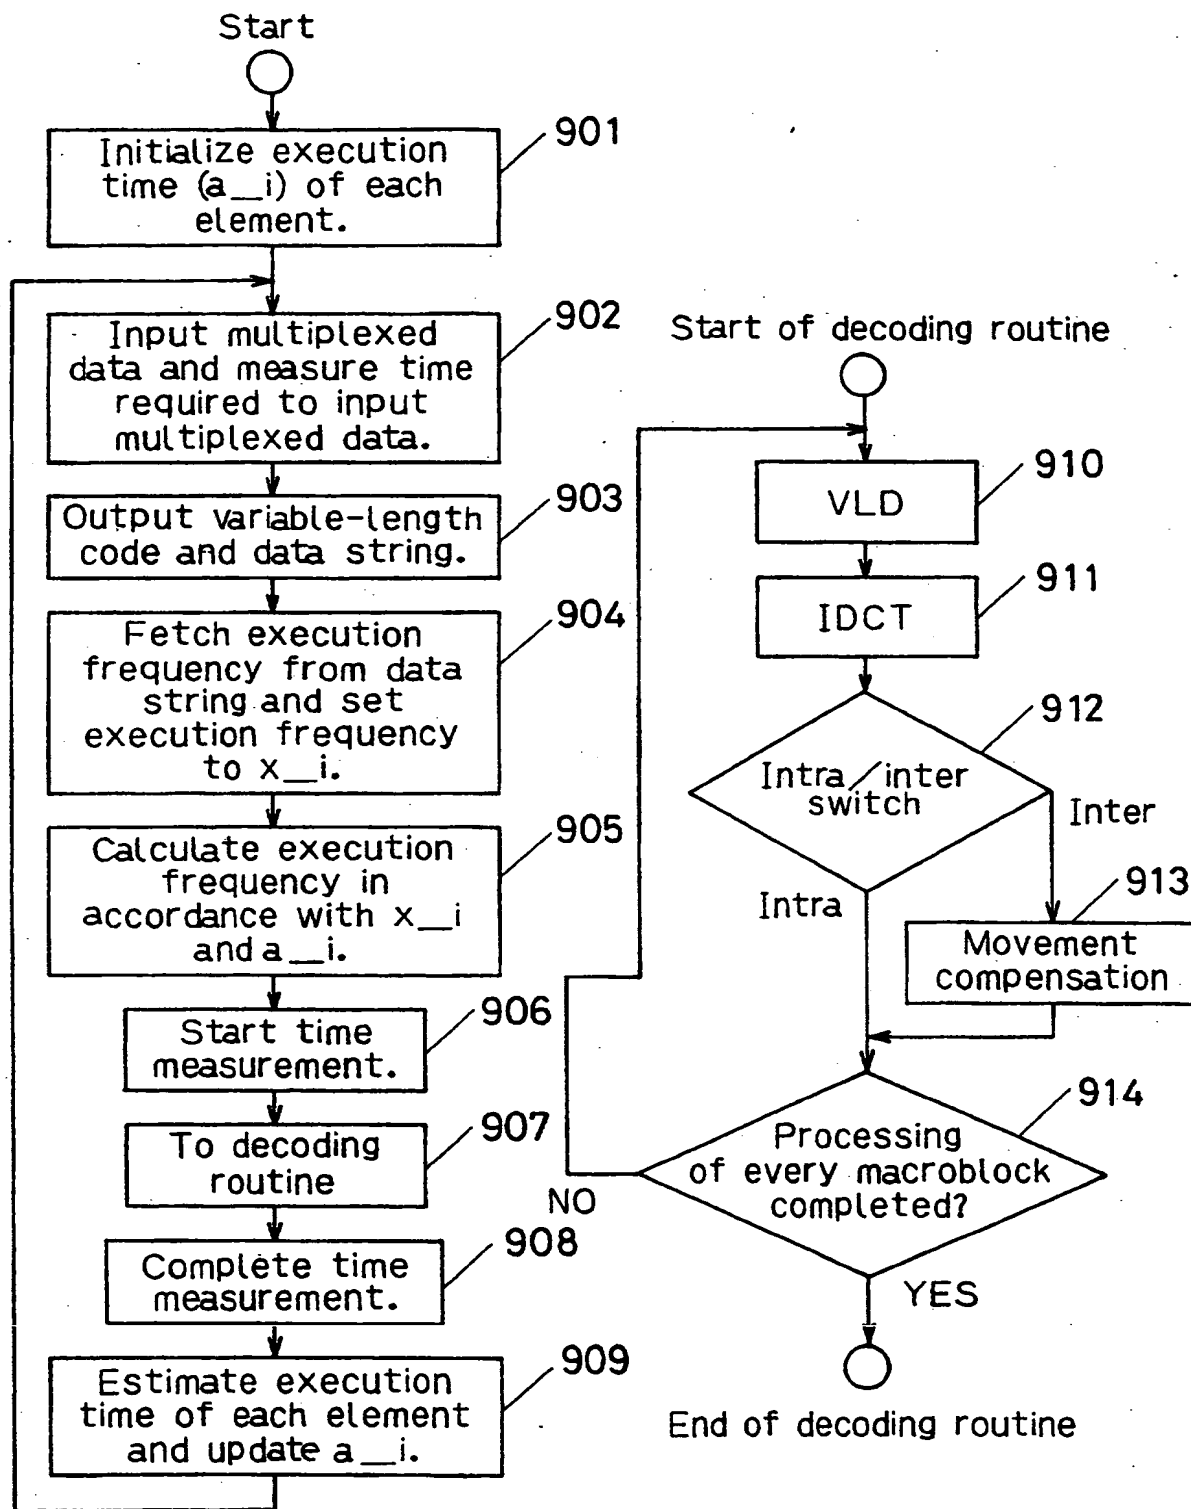 Start
901
Initialize execution
time (a__i) of each
element.
902
Input multiplexed
data and measure time
required to input
multiplexed data.
903
Output variable-length
code and data string.
904
Fetch execution
frequency from data
string and set
execution frequency
to x__i.
905
Calculate execution
frequency in
accordance with x__i
and a__i.
906
Start time
measurement.
907
To decoding
routine
908
Complete time
measurement.
909
Estimate execution
time of each element
and update a__i.
Start of decoding routine
910
VLD
911
IDCT
912
Intra/inter
switch
Inter
Intra
913
Movement
compensation
914
Processing
of every macroblock
completed?
NO
YES
End of decoding routine